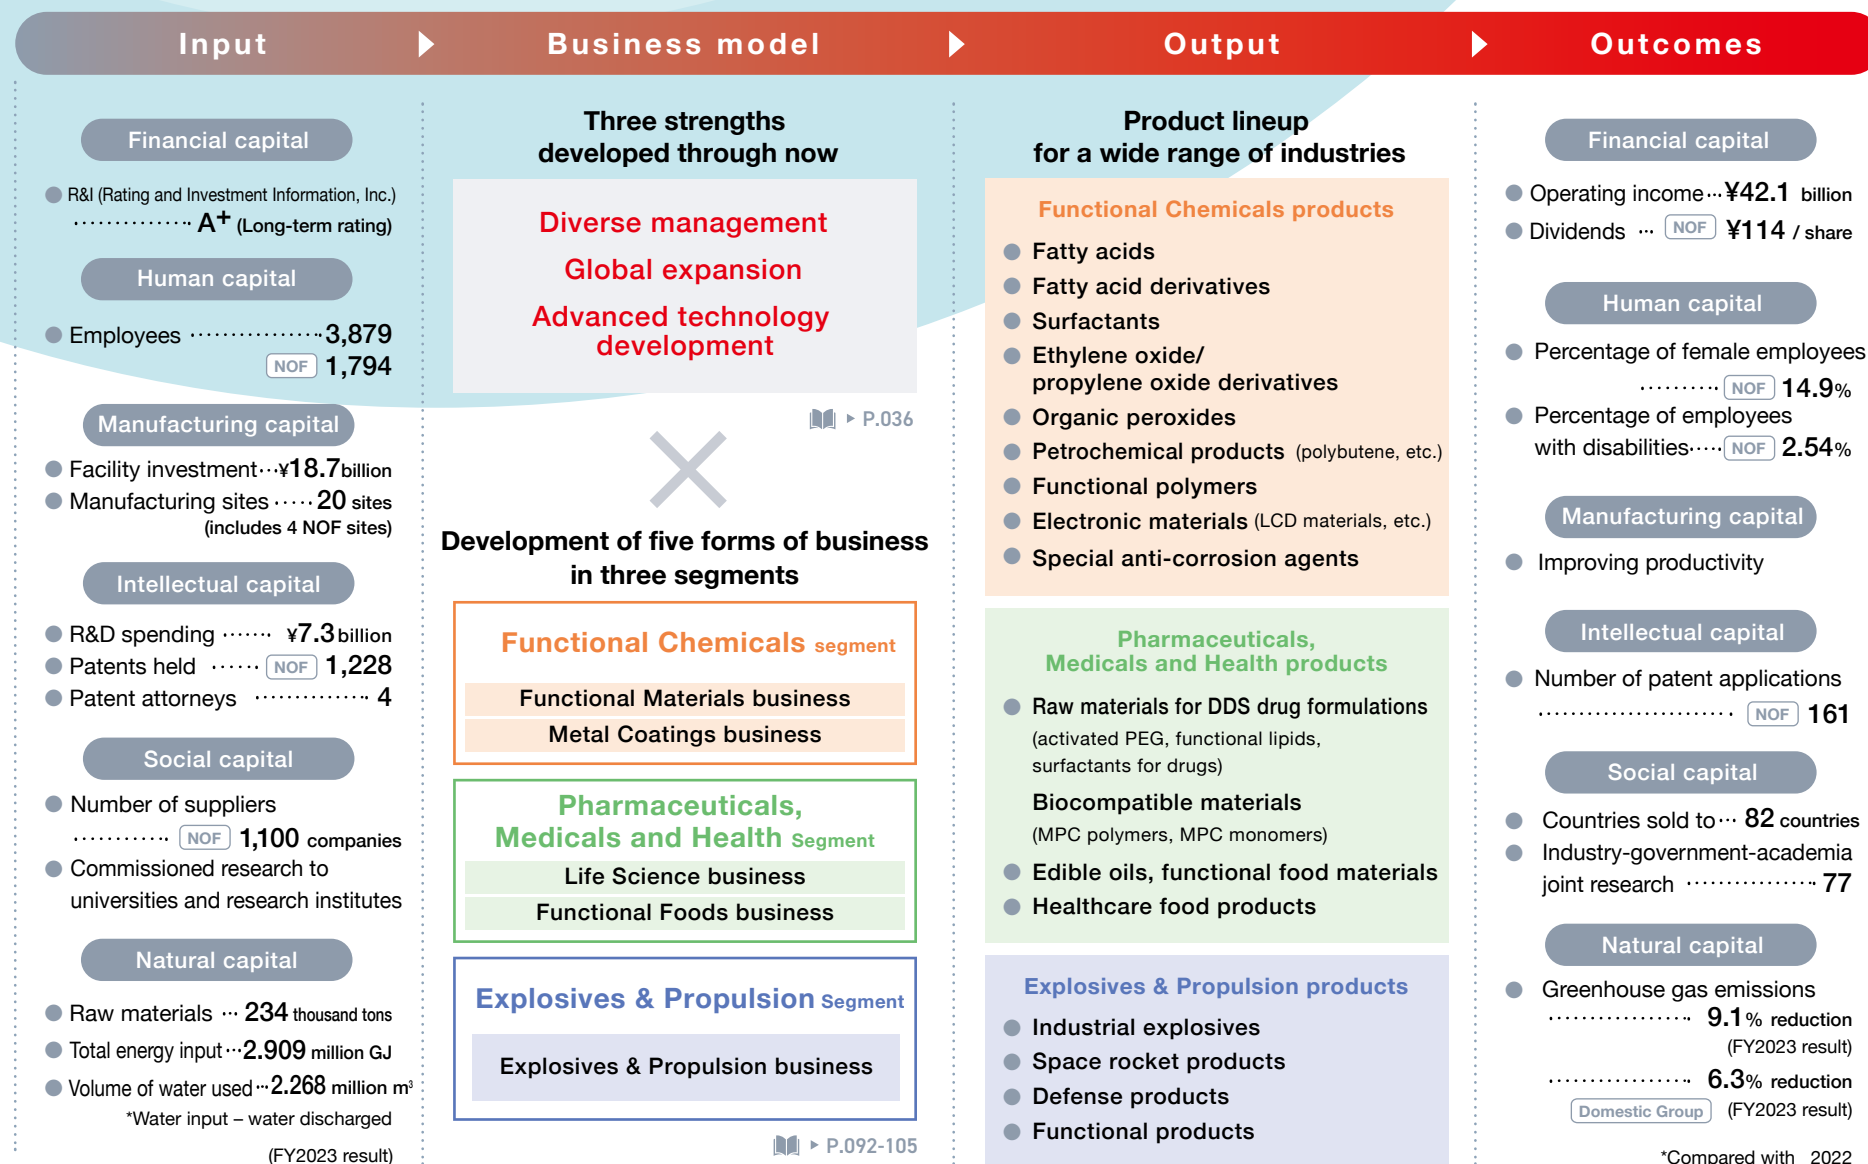 Input
Business model
Output
Outcomes
Financial capital
R&I (Rating and Investment Information, Inc.)
A+ (Long-term rating)
Human capital
Employees 3,879
NOF 1,794
Manufacturing capital
Facility investment ¥18.7 billion
Manufacturing sites 20 sites
(includes 4 NOF sites)
Intellectual capital
R&D spending ¥7.3 billion
Patents held NOF 1,228
Patent attorneys 4
Social capital
Number of suppliers
NOF 1,100 companies
Commissioned research to
universities and research institutes
Natural capital
Raw materials 234 thousand tons
Total energy input 2.909 million GJ
Volume of water used 2.268 million m³
*Water input – water discharged
(FY2023 result)
Three strengths
developed through now
Diverse management
Global expansion
Advanced technology
development
P.036
×
Development of five forms of business
in three segments
Functional Chemicals segment
Functional Materials business
Metal Coatings business
Pharmaceuticals,
Medicals and Health Segment
Life Science business
Functional Foods business
Explosives & Propulsion Segment
Explosives & Propulsion business
P.092-105
Product lineup
for a wide range of industries
Functional Chemicals products
Fatty acids
Fatty acid derivatives
Surfactants
Ethylene oxide/
propylene oxide derivatives
Organic peroxides
Petrochemical products (polybutene, etc.)
Functional polymers
Electronic materials (LCD materials, etc.)
Special anti-corrosion agents
Pharmaceuticals,
Medicals and Health products
Raw materials for DDS drug formulations
(activated PEG, functional lipids,
surfactants for drugs)
Biocompatible materials
(MPC polymers, MPC monomers)
Edible oils, functional food materials
Healthcare food products
Explosives & Propulsion products
Industrial explosives
Space rocket products
Defense products
Functional products
Financial capital
Operating income ¥42.1 billion
Dividends NOF ¥114 / share
Human capital
Percentage of female employees
NOF 14.9%
Percentage of employees
with disabilities NOF 2.54%
Manufacturing capital
Improving productivity
Intellectual capital
Number of patent applications
NOF 161
Social capital
Countries sold to 82 countries
Industry-government-academia
joint research 77
Natural capital
Greenhouse gas emissions
9.1% reduction
(FY2023 result)
6.3% reduction
Domestic Group (FY2023 result)
*Compared with 2022